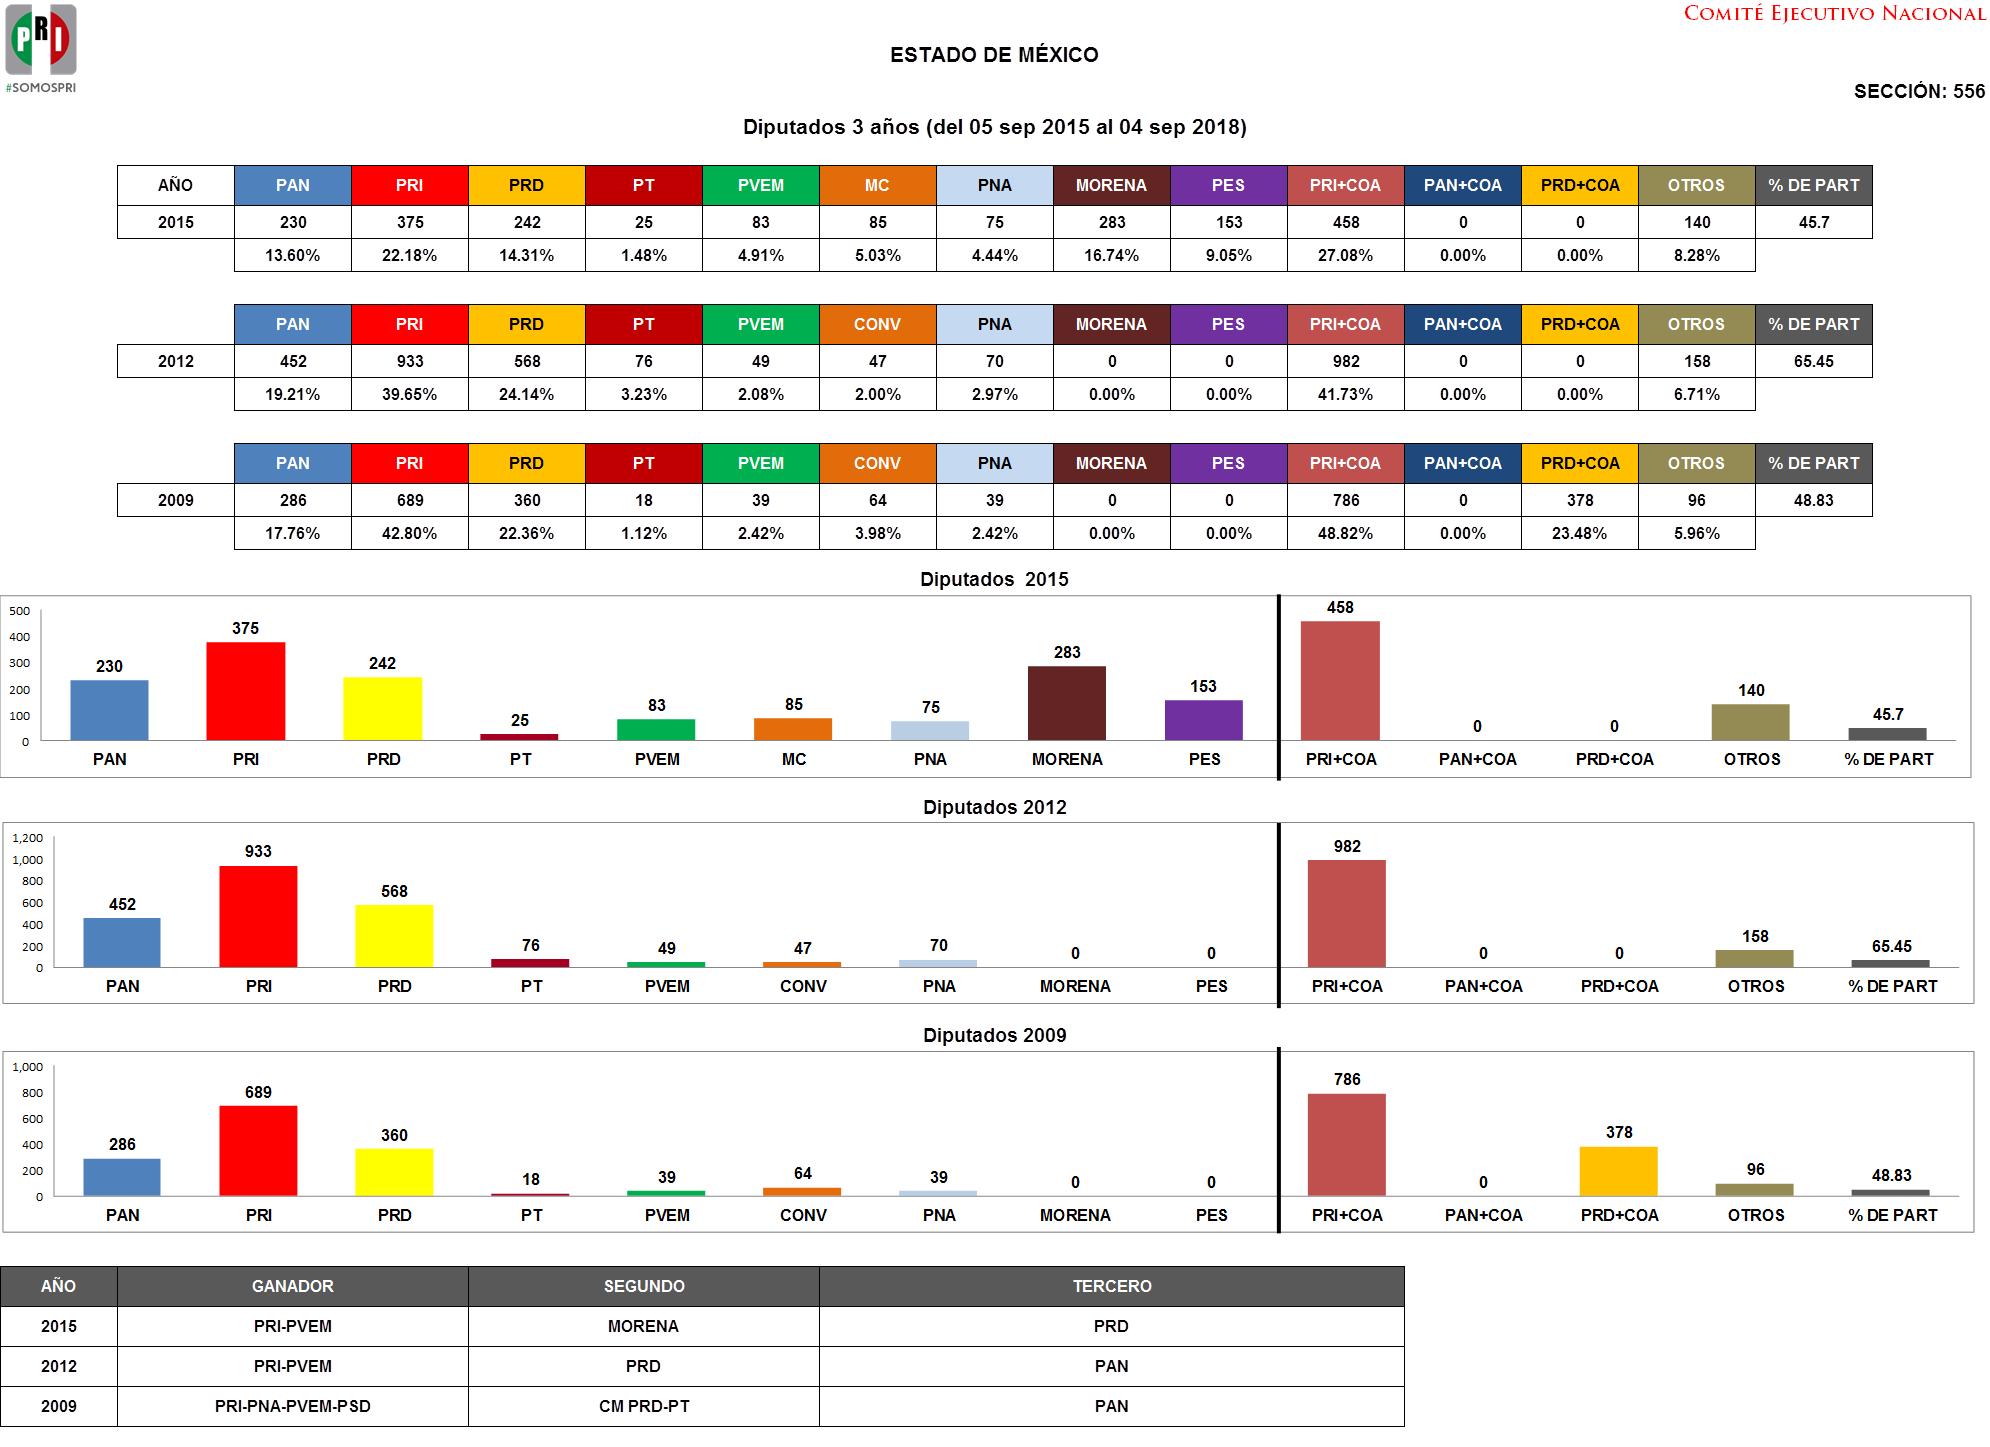 PRI
#SOMOSPRI
COMITÉ EJECUTIVO NACIONAL
ESTADO DE MÉXICO
SECCIÓN: 556
Diputados 3 años (del 05 sep 2015 al 04 sep 2018)
AÑO PAN PRI PRD PT PVEM MC PNA MORENA PES PRI+COA PAN+COA PRD+COA OTROS % DE PART
2015 230 375 242 25 83 85 75 283 153 458 0 0 140 45.7
13.60% 22.18% 14.31% 1.48% 4.91% 5.03% 4.44% 16.74% 9.05% 27.08% 0.00% 0.00% 8.28%
PAN PRI PRD PT PVEM CONV PNA MORENA PES PRI+COA PAN+COA PRD+COA OTROS % DE PART
2012 452 933 568 76 49 47 70 0 0 982 0 0 158 65.45
19.21% 39.65% 24.14% 3.23% 2.08% 2.00% 2.97% 0.00% 0.00% 41.73% 0.00% 0.00% 6.71%
PAN PRI PRD PT PVEM CONV PNA MORENA PES PRI+COA PAN+COA PRD+COA OTROS % DE PART
2009 286 689 360 18 39 64 39 0 0 786 0 378 96 48.83
17.76% 42.80% 22.36% 1.12% 2.42% 3.98% 2.42% 0.00% 0.00% 48.82% 0.00% 23.48% 5.96%
Diputados 2015
500
400
300
200
100
0
230 375 242 25 83 85 75 283 153 458 0 0 140 45.7
PAN PRI PRD PT PVEM MC PNA MORENA PES PRI+COA PAN+COA PRD+COA OTROS % DE PART
Diputados 2012
1,200
1,000
800
600
400
200
0
452 933 568 76 49 47 70 0 0 982 0 0 158 65.45
PAN PRI PRD PT PVEM CONV PNA MORENA PES PRI+COA PAN+COA PRD+COA OTROS % DE PART
Diputados 2009
1,000
800
600
400
200
0
286 689 360 18 39 64 39 0 0 786 0 378 96 48.83
PAN PRI PRD PT PVEM CONV PNA MORENA PES PRI+COA PAN+COA PRD+COA OTROS % DE PART
AÑO GANADOR SEGUNDO TERCERO
2015 PRI-PVEM MORENA PRD
2012 PRI-PVEM PRD PAN
2009 PRI-PNA-PVEM-PSD CM PRD-PT PAN